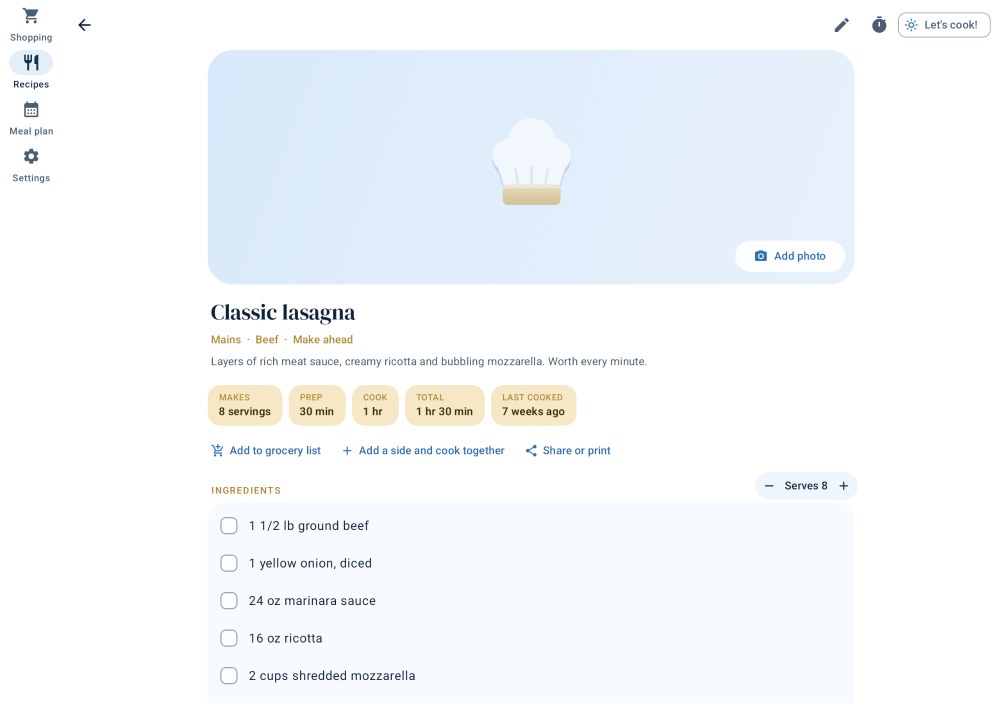 Shopping
Recipes
Meal plan
Settings
Let's cook!
Add photo
Classic lasagna
Mains · Beef · Make ahead
Layers of rich meat sauce, creamy ricotta and bubbling mozzarella. Worth every minute.
MAKES
8 servings
PREP
30 min
COOK
1 hr
TOTAL
1 hr 30 min
LAST COOKED
7 weeks ago
Add to grocery list
Add a side and cook together
Share or print
INGREDIENTS
Serves 8
1 1/2 lb ground beef
1 yellow onion, diced
24 oz marinara sauce
16 oz ricotta
2 cups shredded mozzarella